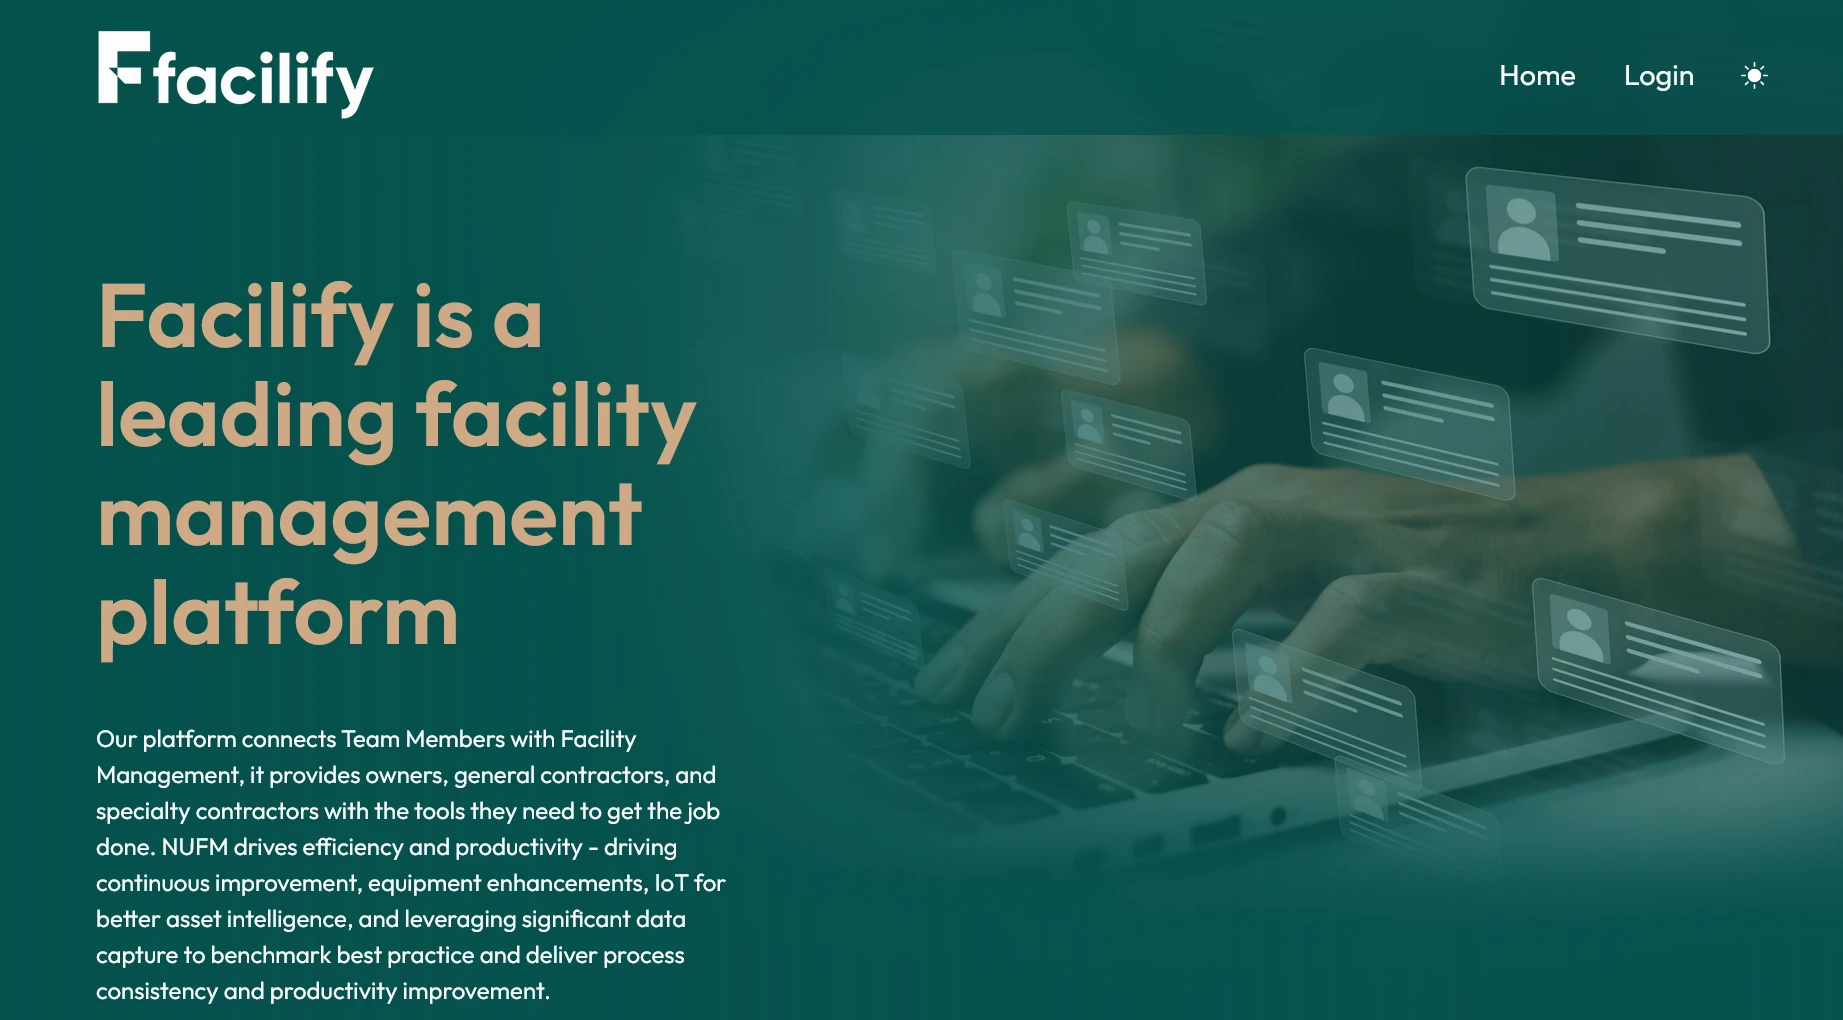 facilify
Home
Login
Facilify is a
leading facility
management
platform
Our platform connects Team Members with Facility
Management, it provides owners, general contractors, and
specialty contractors with the tools they need to get the job
done. NUFM drives efficiency and productivity - driving
continuous improvement, equipment enhancements, IoT for
better asset intelligence, and leveraging significant data
capture to benchmark best practice and deliver process
consistency and productivity improvement.